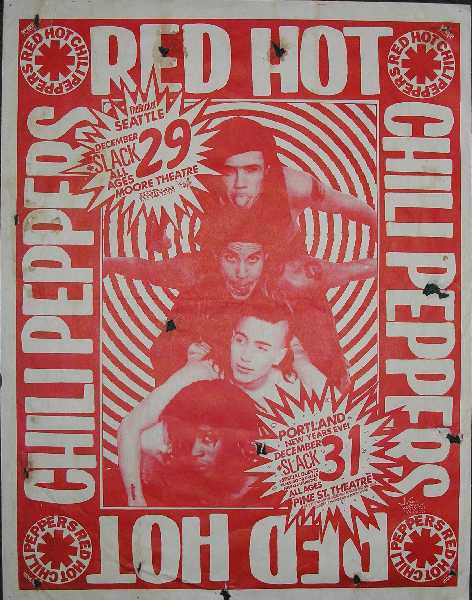 RED HOT
RED HOT CHILI PEPPERS
RED HOT CHILI PEPPERS
SEATTLE
DECEMBER
SLACK 29
ALL
AGES
MOORE THEATRE
CHILI PEPPERS
CHILI PEPPERS
PORTLAND
NEW YEARS EVE!
DECEMBER
SLACK 31
ALL AGES
PINE ST. THEATRE
RED HOT CHILI PEPPERS
RED HOT CHILI PEPPERS
RED HOT